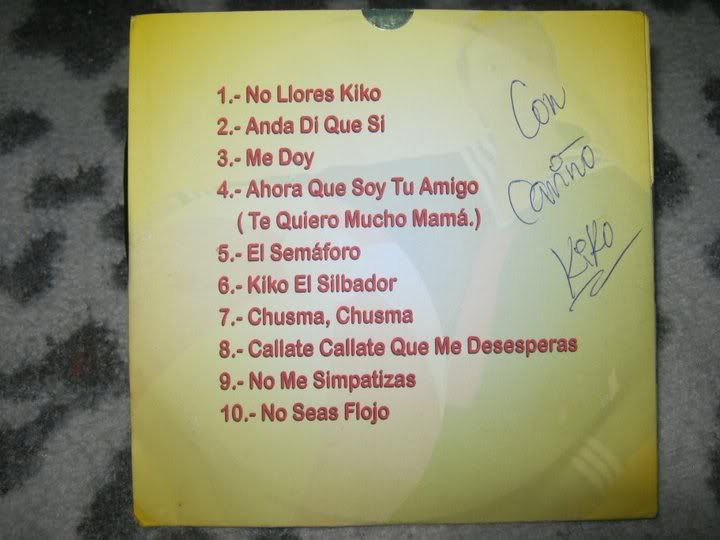 1.- No Llores Kiko
2.- Anda Di Que Si
3.- Me Doy
4.- Ahora Que Soy Tu Amigo
( Te Quiero Mucho Mamá.)
5.- El Semáforo
6.- Kiko El Silbador
7.- Chusma, Chusma
8.- Callate Callate Que Me Desesperas
9.- No Me Simpatizas
10.- No Seas Flojo
Con
Cariño
Kiko